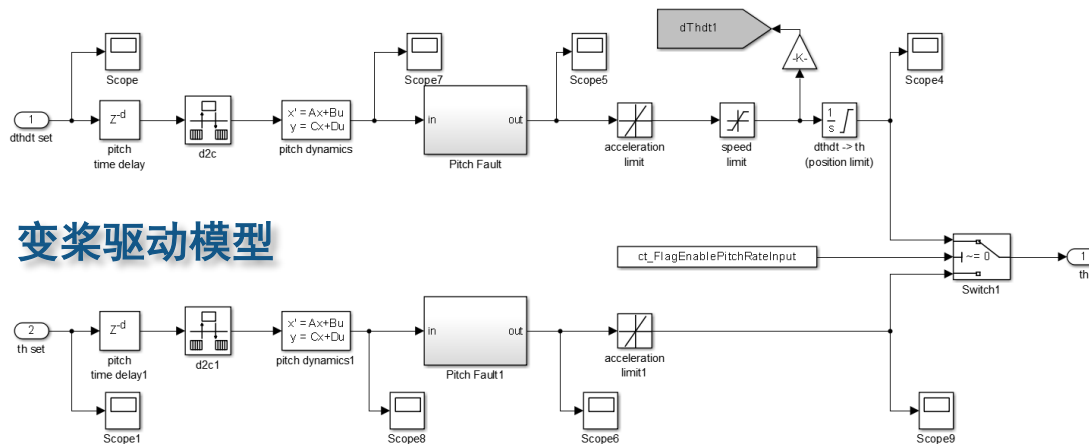 dThdt1
-K-
Scope
Scope7
Scope5
Scope4
1
dthdt set
Z-d
pitch
time delay
d2c
x' = Ax+Bu
y = Cx+Du
pitch dynamics
in
out
Pitch Fault
acceleration
limit
speed
limit
1
s
dthdt -> th
(position limit)
变桨驱动模型
ct_FlagEnablePitchRateInput
~= 0
Switch1
1
th
2
th set
Z-d
pitch
time delay1
d2c1
x' = Ax+Bu
y = Cx+Du
pitch dynamics1
in
out
Pitch Fault1
acceleration
limit1
Scope1
Scope8
Scope6
Scope9